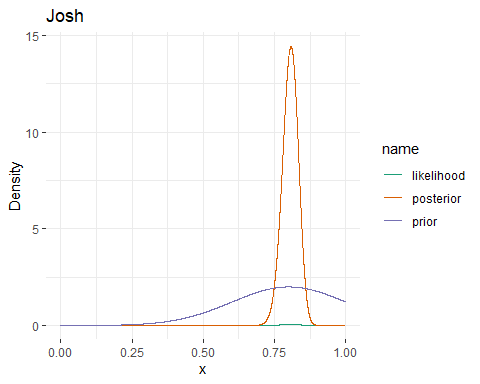 Josh
15
10
5
0
Density
0.00 0.25 0.50 0.75 1.00
x
name
likelihood
posterior
prior